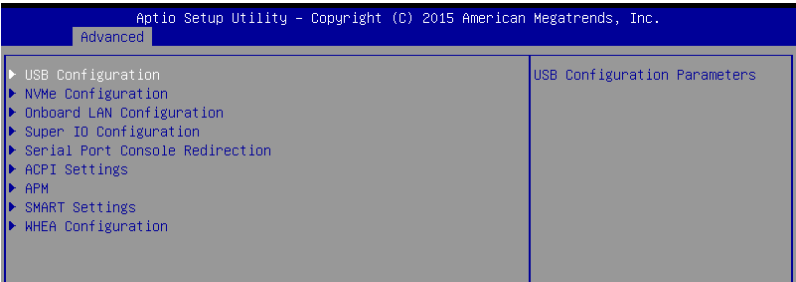 Aptio Setup Utility – Copyright (C) 2015 American Megatrends, Inc.
Advanced
USB Configuration
NVMe Configuration
Onboard LAN Configuration
Super IO Configuration
Serial Port Console Redirection
ACPI Settings
APM
SMART Settings
WHEA Configuration
USB Configuration Parameters